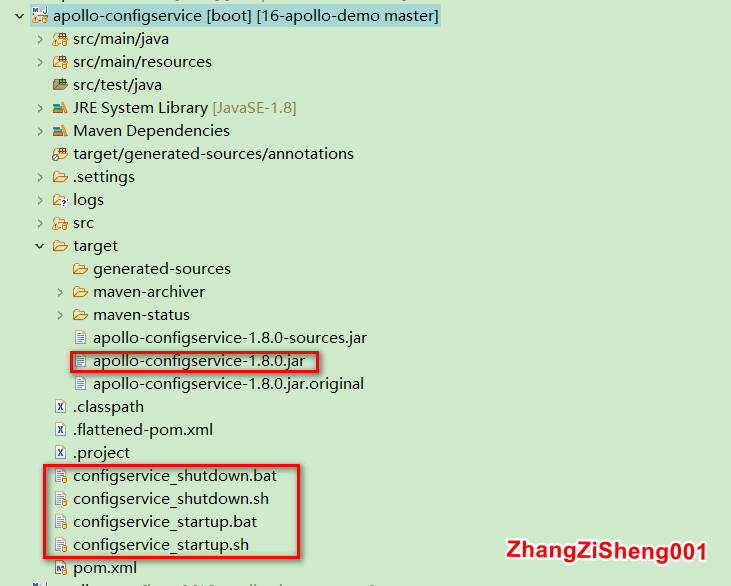 apollo-configservice [boot] [16-apollo-demo master]
src/main/java
src/main/resources
src/test/java
JRE System Library [JavaSE-1.8]
Maven Dependencies
target/generated-sources/annotations
.settings
logs
src
target
generated-sources
maven-archiver
maven-status
apollo-configservice-1.8.0-sources.jar
apollo-configservice-1.8.0.jar
apollo-configservice-1.8.0.jar.original
.classpath
.flattened-pom.xml
.project
configservice_shutdown.bat
configservice_shutdown.sh
configservice_startup.bat
configservice_startup.sh
ZhangZiSheng001
pom.xml